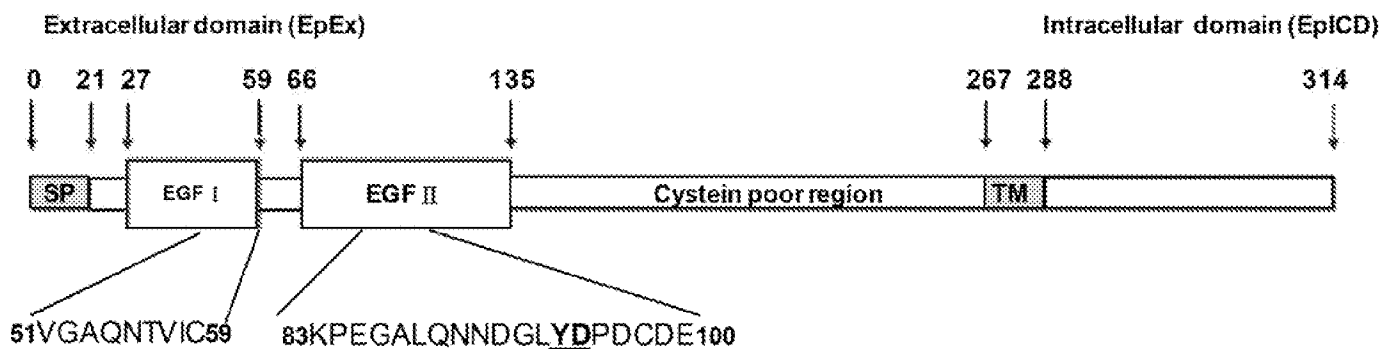 Extracellular domain (EpEx) Intracellular domain (EpICD)
0 21 27 59 66 135 267 288 314
SP EGF I EGF II Cystein poor region TM
51VGAQNTVIC59 83KPEGALQNNDGLYDPDCDE100